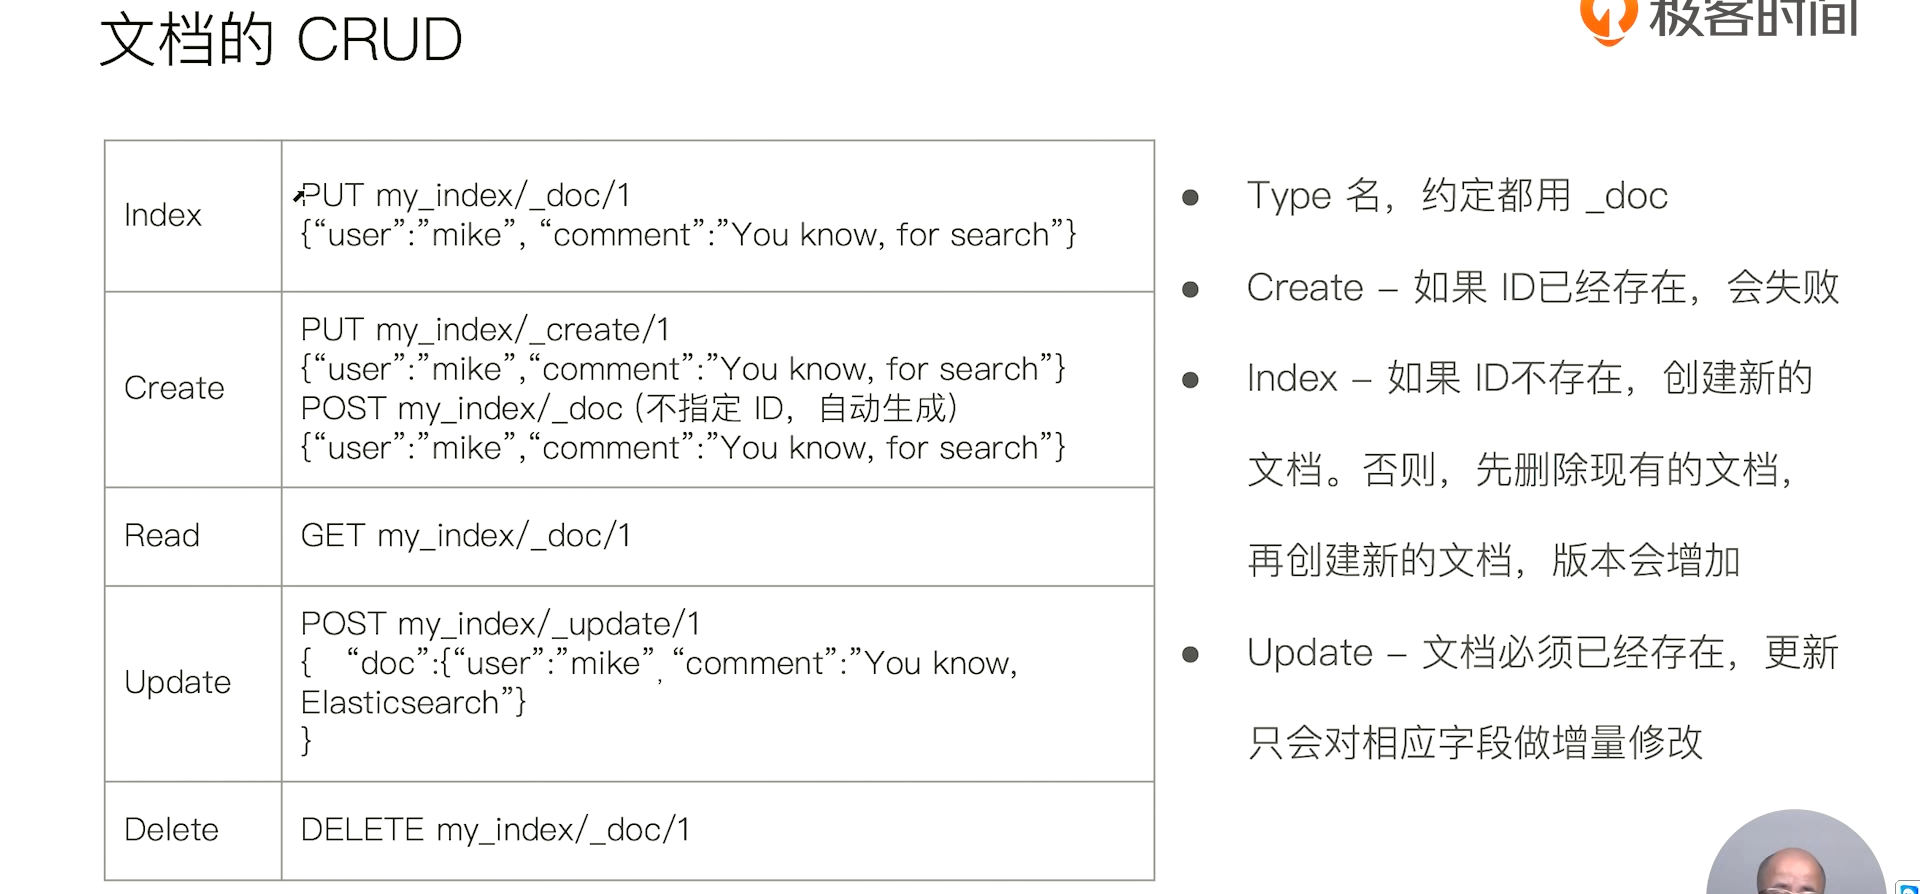 文档的 CRUD
极客时间
Index
PUT my_index/_doc/1
{“user”:”mike”, “comment”:”You know, for search”}
Create
PUT my_index/_create/1
{“user”:”mike”,“comment”:”You know, for search”}
POST my_index/_doc (不指定 ID，自动生成)
{“user”:”mike”,“comment”:”You know, for search”}
Read
GET my_index/_doc/1
Update
POST my_index/_update/1
{ “doc”:{“user”:”mike”, “comment”:”You know,
Elasticsearch”}
}
Delete
DELETE my_index/_doc/1
● Type 名，约定都用 _doc
● Create – 如果 ID已经存在，会失败
● Index – 如果 ID不存在，创建新的
文档。否则，先删除现有的文档，
再创建新的文档，版本会增加
● Update – 文档必须已经存在，更新
只会对相应字段做增量修改